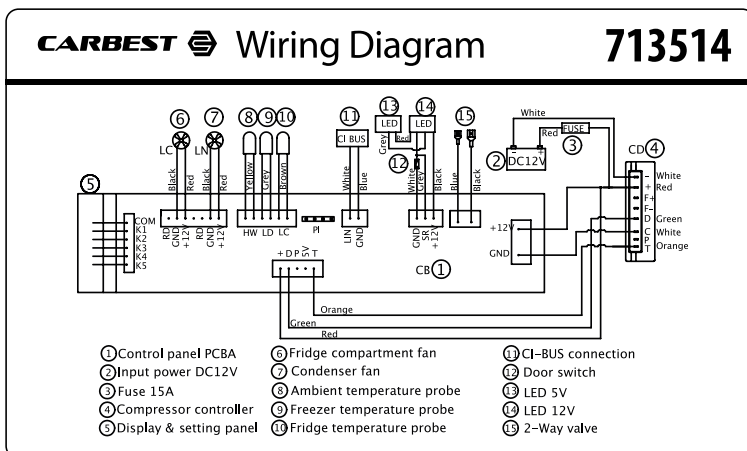 CARBEST Wiring Diagram 713514
6 7 8 9 10 11 13 14 15
White
LED LED
Red FUSE
CI BUS
Red
Grey
LC LN
12
2 DC12V
- +
3
CD 4
Black Red Black Red Yellow Grey Brown White Blue White Grey Black Blue Black
5
- White
+ Red
F+
F-
D Green
C White
P
T Orange
COM
K1
K2
K3
K4
K5
RD GND +12V RD GND +12V
HW LD LC
PI
LIN GND
GND SR +12V
+12V
GND
+ D P 5V T
CB 1
Orange
Green
Red
1 Control panel PCBA
2 Input power DC12V
3 Fuse 15A
4 Compressor controller
5 Display & setting panel
6 Fridge compartment fan
7 Condenser fan
8 Ambient temperature probe
9 Freezer temperature probe
10 Fridge temperature probe
11 CI-BUS connection
12 Door switch
13 LED 5V
14 LED 12V
15 2-Way valve